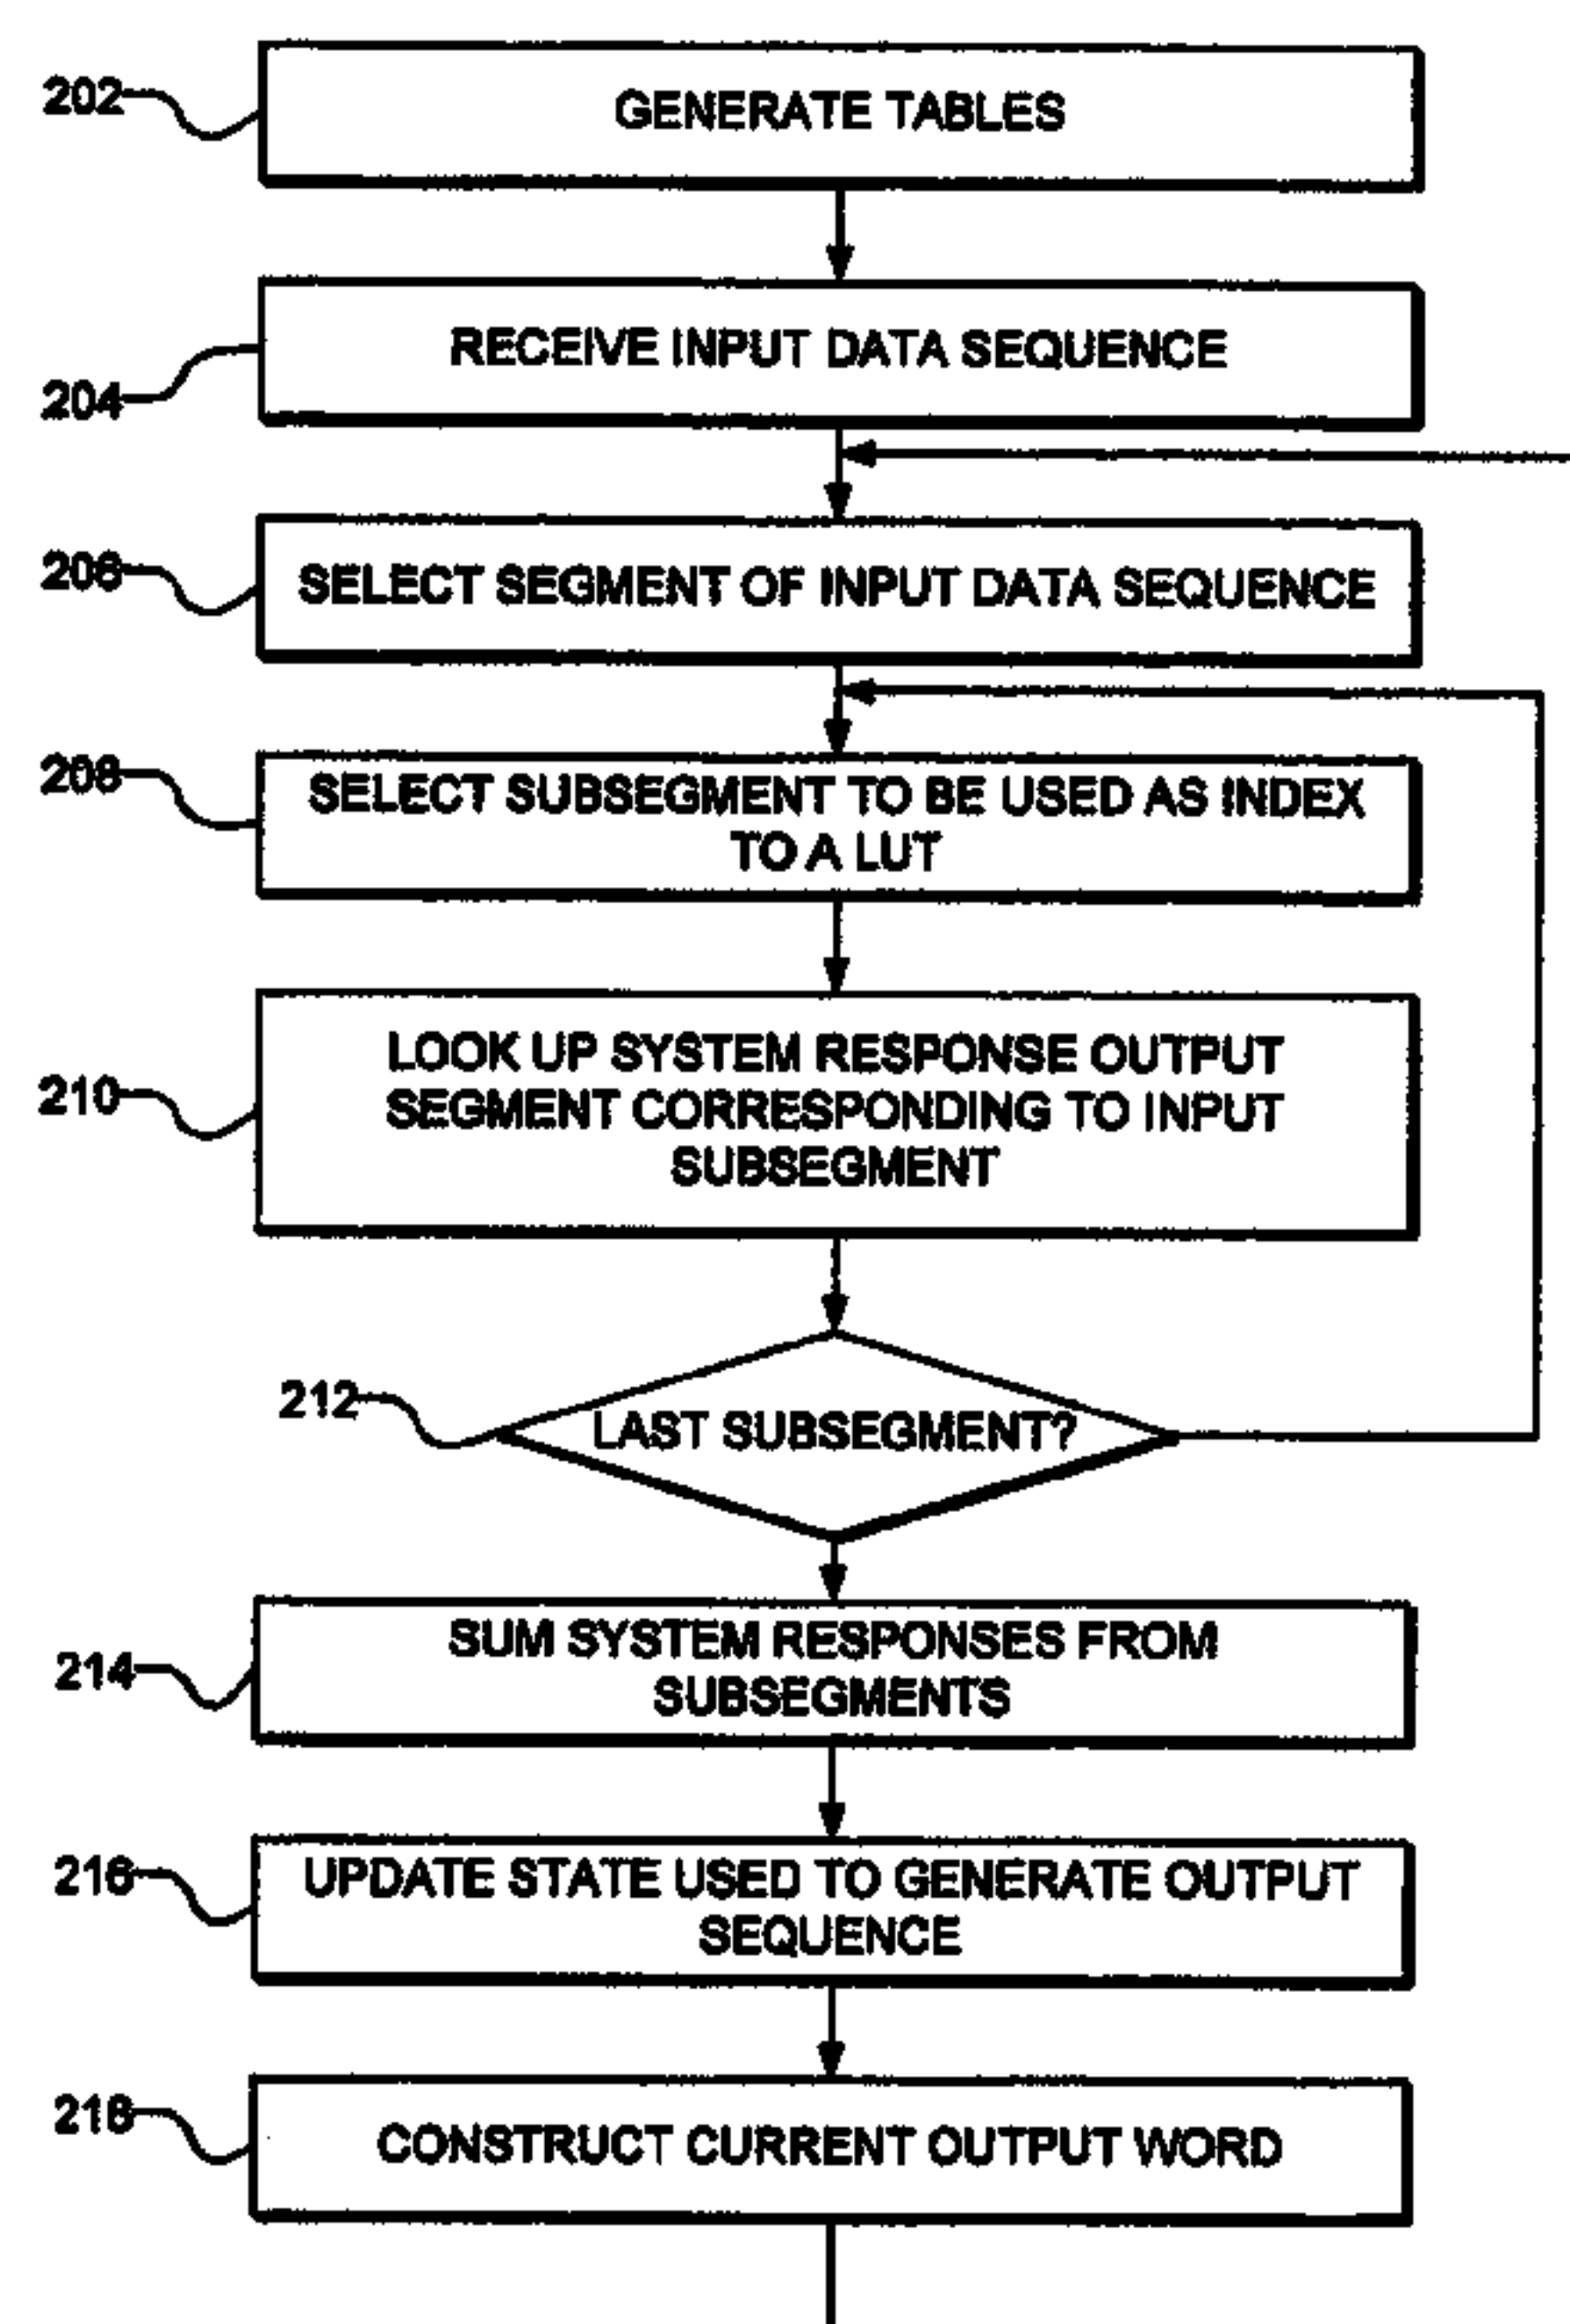 202
GENERATE TABLES
204
RECEIVE INPUT DATA SEQUENCE
206
SELECT SEGMENT OF INPUT DATA SEQUENCE
208
SELECT SUBSEGMENT TO BE USED AS INDEX
TO A LUT
210
LOOK UP SYSTEM RESPONSE OUTPUT
SEGMENT CORRESPONDING TO INPUT
SUBSEGMENT
212
LAST SUBSEGMENT?
214
SUM SYSTEM RESPONSES FROM
SUBSEGMENTS
216
UPDATE STATE USED TO GENERATE OUTPUT
SEQUENCE
218
CONSTRUCT CURRENT OUTPUT WORD